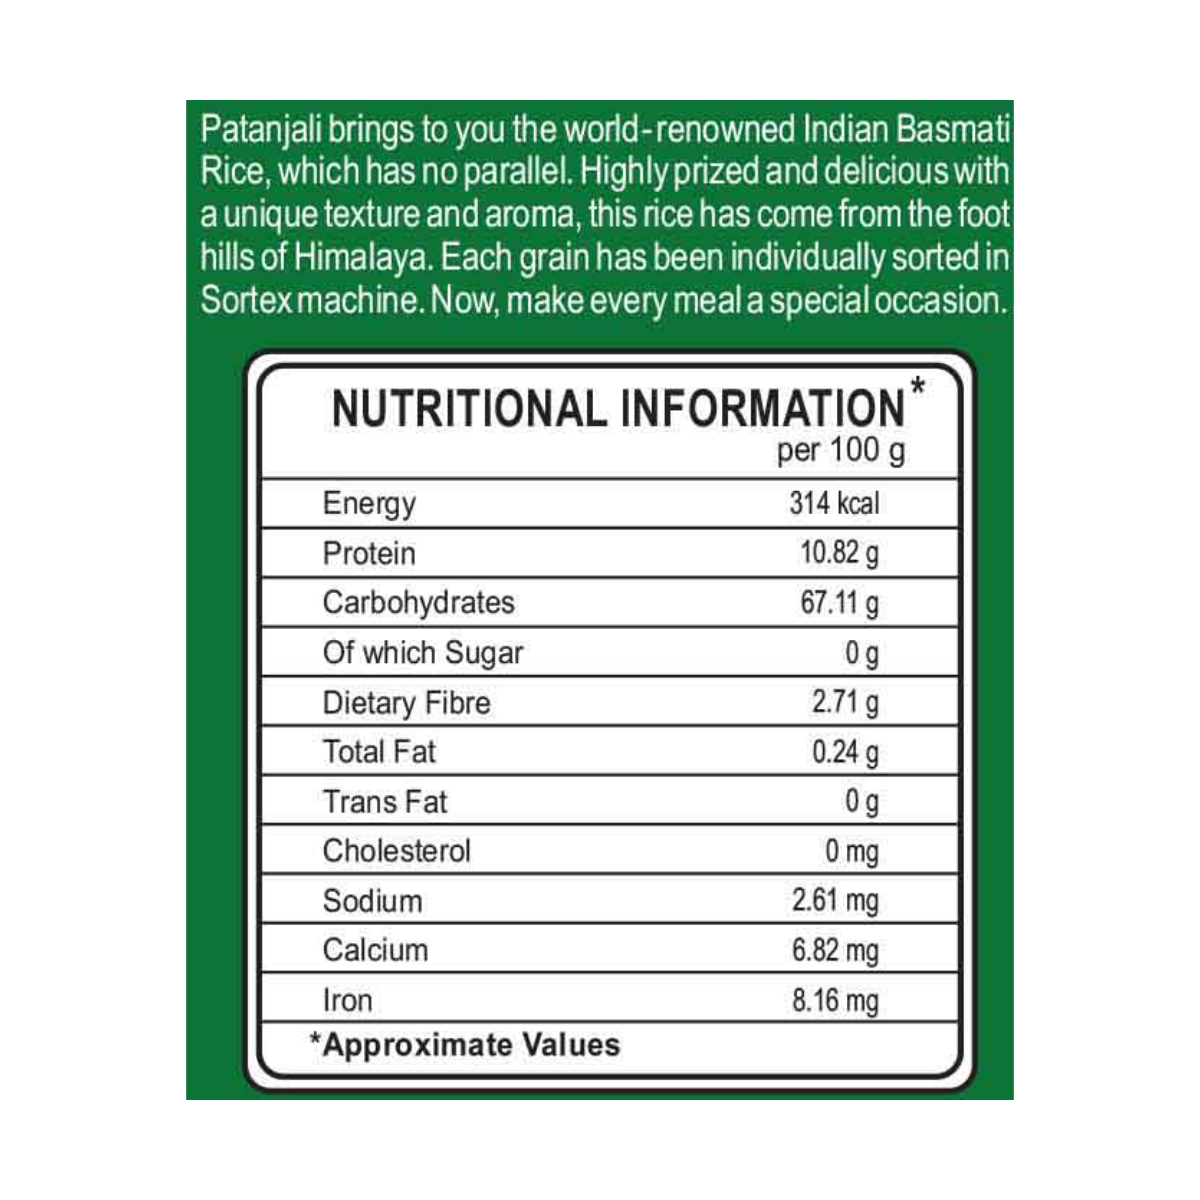 Patanjali brings to you the world-renowned Indian Basmati
Rice, which has no parallel. Highly prized and delicious with
a unique texture and aroma, this rice has come from the foot
hills of Himalaya. Each grain has been individually sorted in
Sortex machine. Now, make every meal a special occasion.
NUTRITIONAL INFORMATION*
per 100 g
Energy 314 kcal
Protein 10.82 g
Carbohydrates 67.11 g
Of which Sugar 0 g
Dietary Fibre 2.71 g
Total Fat 0.24 g
Trans Fat 0 g
Cholesterol 0 mg
Sodium 2.61 mg
Calcium 6.82 mg
Iron 8.16 mg
*Approximate Values